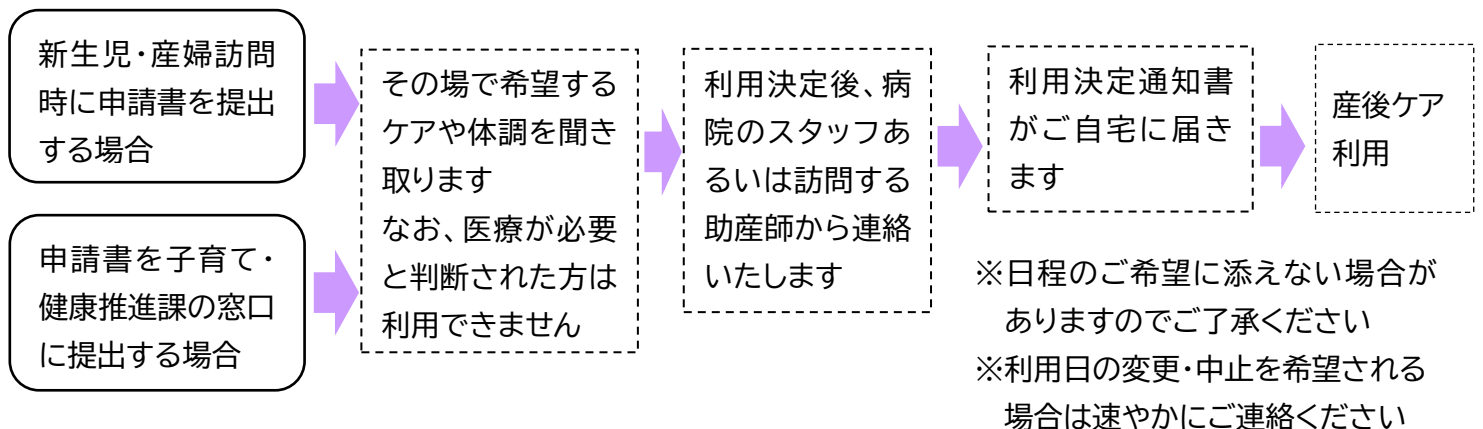 新生児・産婦訪問
時に申請書を提出
する場合
申請書を子育て・
健康推進課の窓口
に提出する場合
その場で希望する
ケアや体調を聞き
取ります
なお、医療が必要
と判断された方は
利用できません
利用決定後、病
院のスタッフあ
るいは訪問する
助産師から連絡
いたします
利用決定通知書
がご自宅に届き
ます
産後ケア
利用
※日程のご希望に添えない場合が
ありますのでご了承ください
※利用日の変更・中止を希望される
場合は速やかにご連絡ください